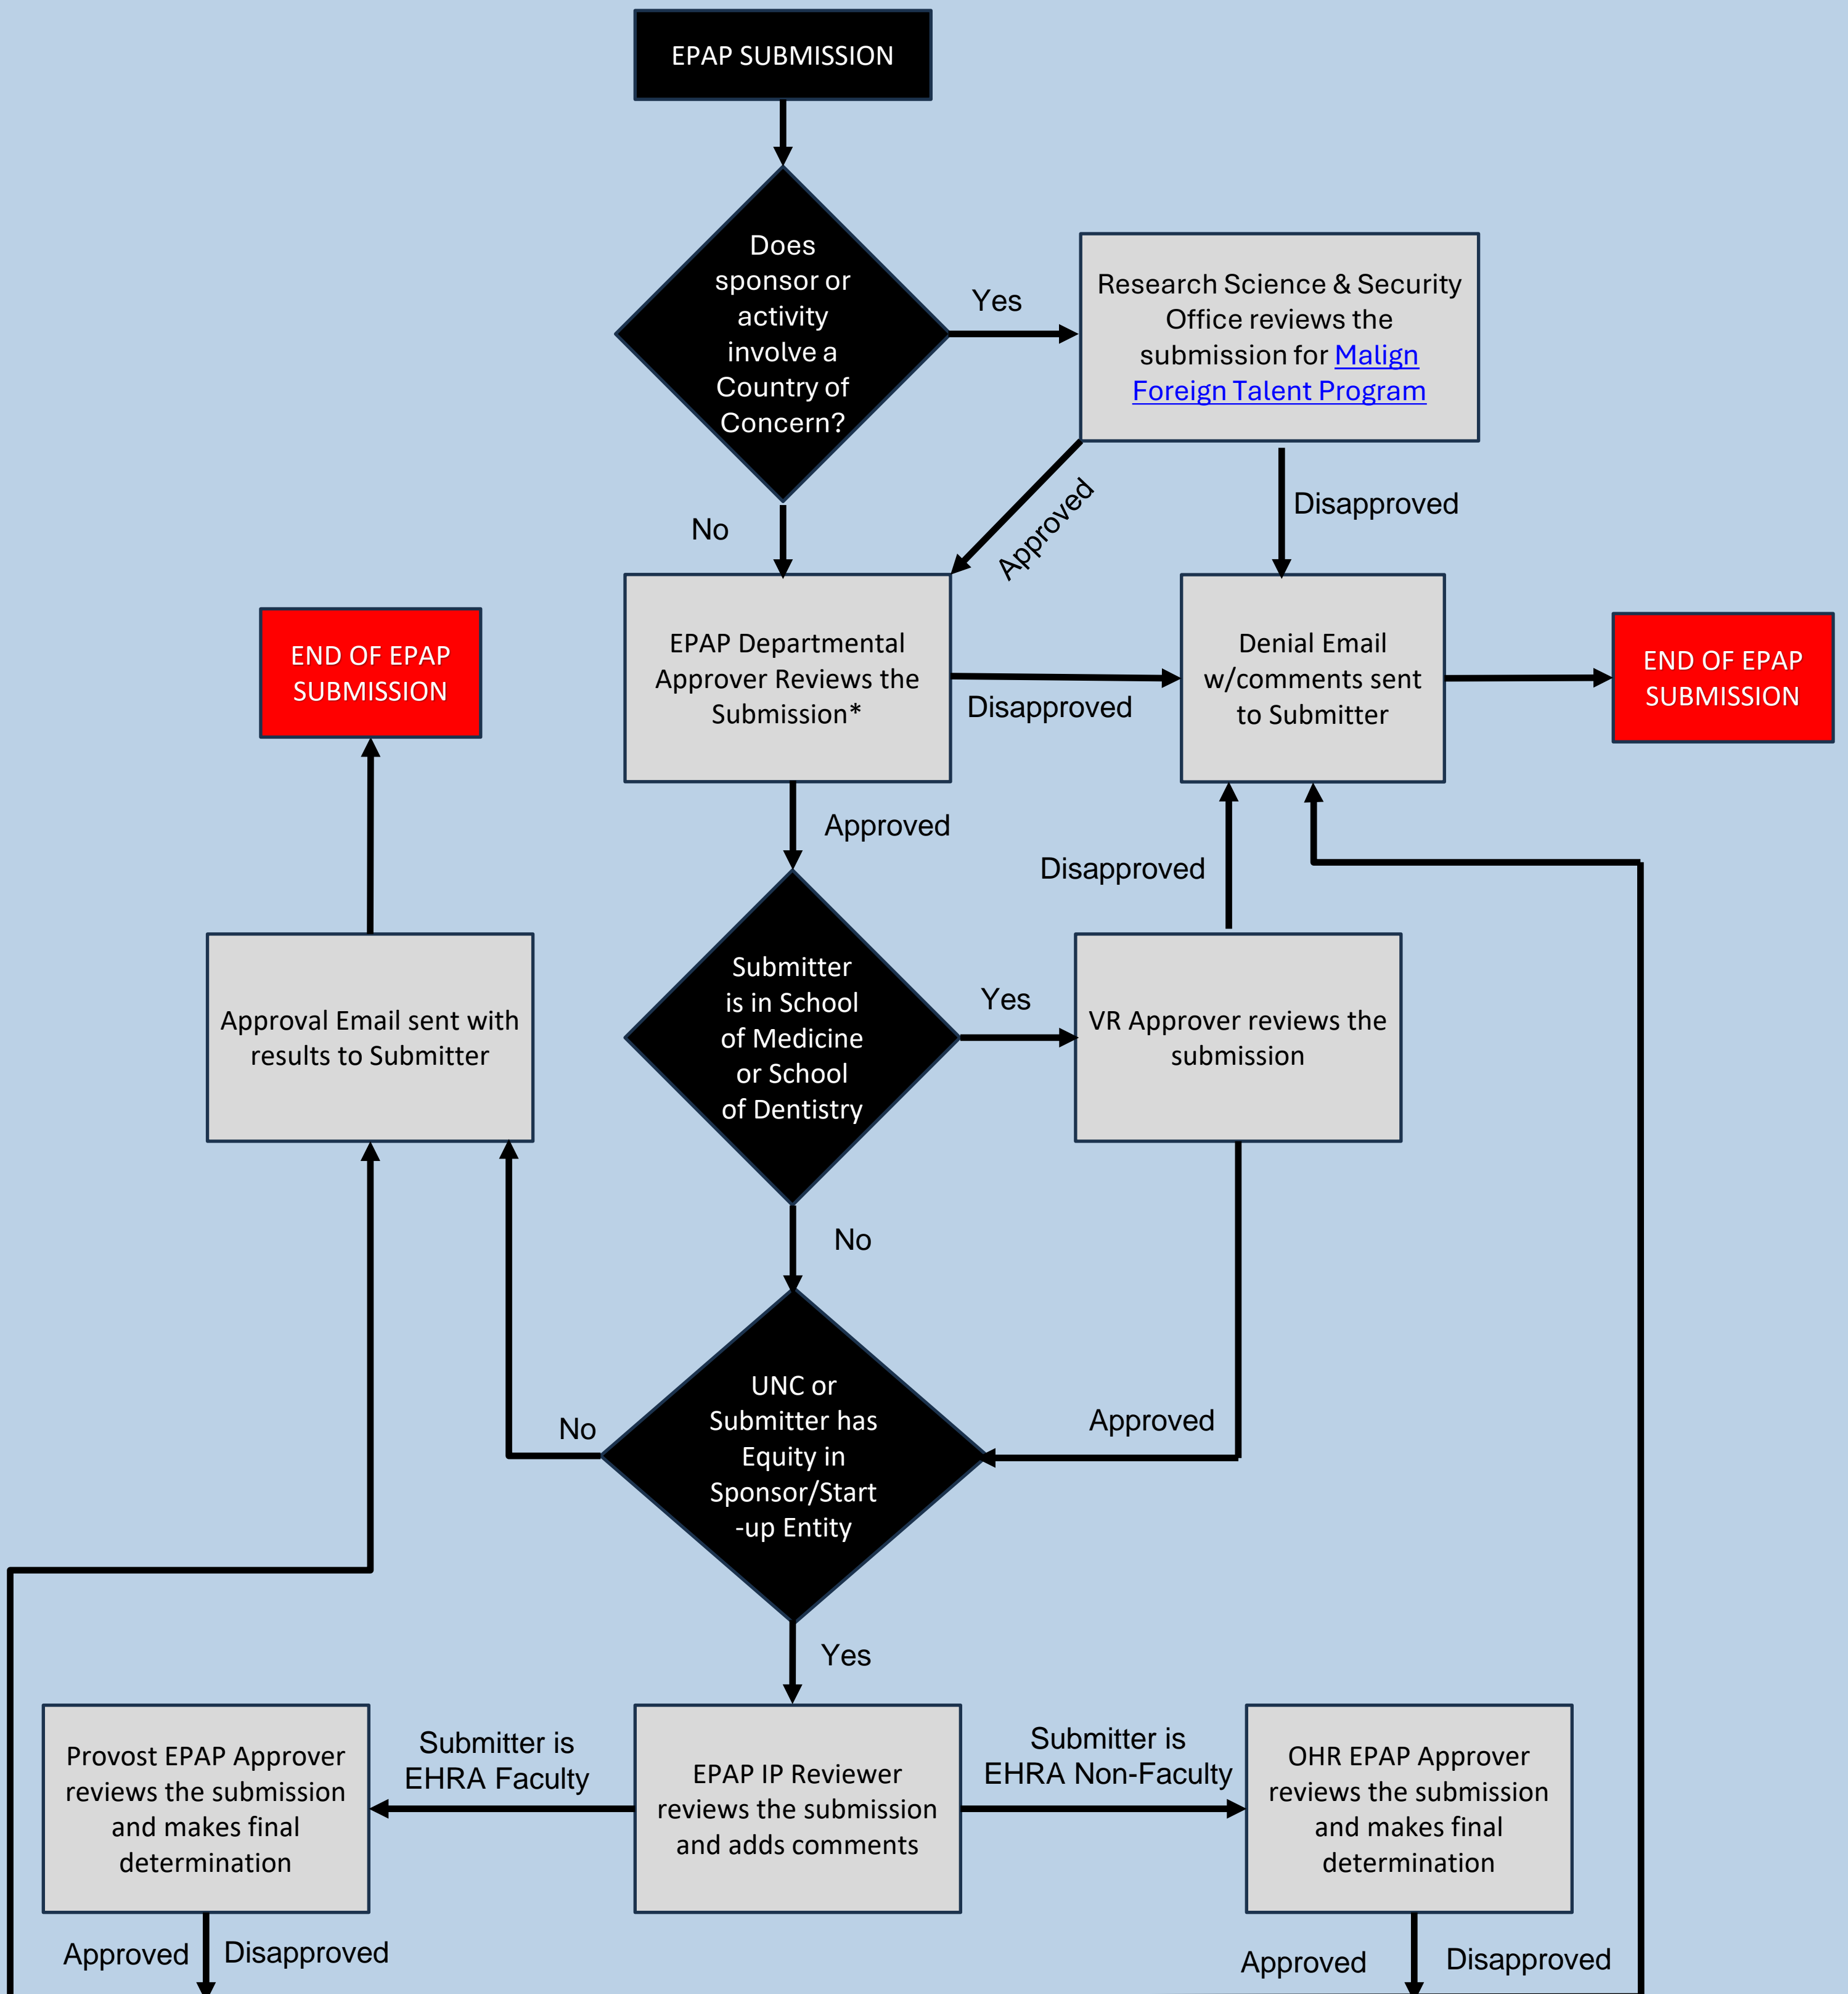 EPAP SUBMISSION
Does
sponsor or
activity
involve a
Country of
Concern?
Yes
Research Science & Security
Office reviews the
submission for Malign
Foreign Talent Program
No
Approved
Disapproved
END OF EPAP
SUBMISSION
EPAP Departmental
Approver Reviews the
Submission*
Disapproved
Denial Email
w/comments sent
to Submitter
END OF EPAP
SUBMISSION
Approved
Disapproved
Approval Email sent with
results to Submitter
Submitter
is in School
of Medicine
or School
of Dentistry
Yes
VR Approver reviews the
submission
No
No
UNC or
Submitter has
Equity in
Sponsor/Start
-up Entity
Approved
Yes
Provost EPAP Approver
reviews the submission
and makes final
determination
Submitter is
EHRA Faculty
EPAP IP Reviewer
reviews the submission
and adds comments
Submitter is
EHRA Non-Faculty
OHR EPAP Approver
reviews the submission
and makes final
determination
Approved
Disapproved
Approved
Disapproved